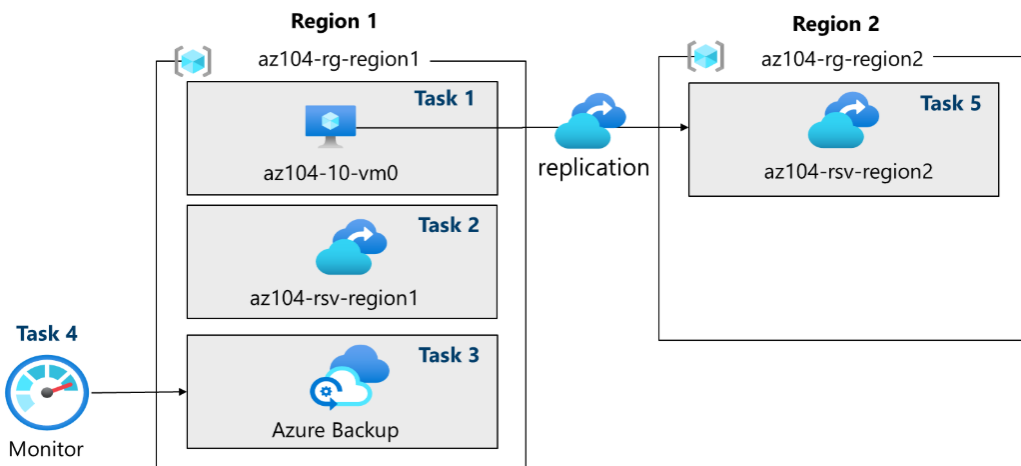 Region 1
az104-rg-region1
Task 1
az104-10-vm0
Task 2
az104-rsv-region1
Task 3
Azure Backup
Task 4
Monitor
replication
Region 2
az104-rg-region2
Task 5
az104-rsv-region2